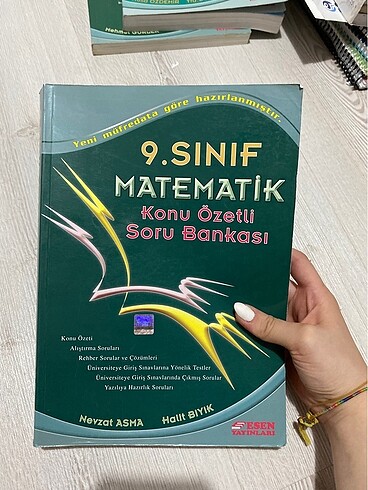 Mehmet GÜRLEK
Yeni müfredata göre hazırlanmıştır.
9.SINIF
MATEMATİK
Konu Özetli
Soru Bankası
Konu Özeti
Alıştırma Soruları
Rehber Sorular ve Çözümleri
Üniversiteye Giriş Sınavlarına Yönelik Testler
Üniversiteye Giriş Sınavlarında Çıkmış Sorular
Yazılıya Hazırlık Soruları
Nevzat ASMA Halit BIYIK
ESEN
YAYINLARI